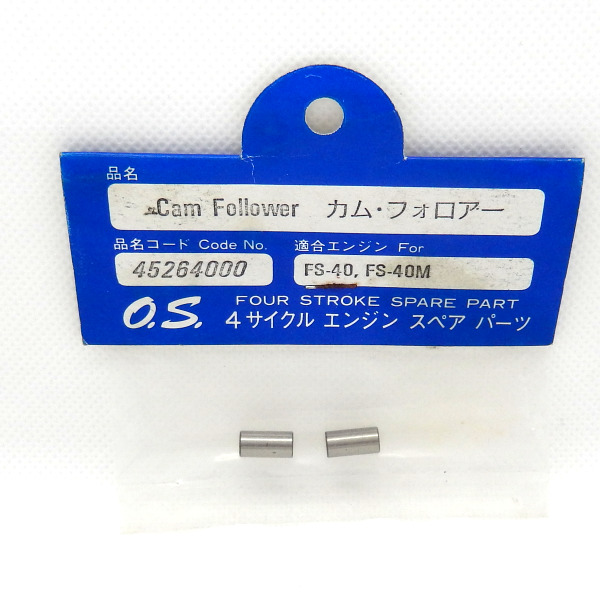 品名
Cam Follower カム・フォロアー
品名コード Code No.
45264000
適合エンジン For
FS-40, FS-40M
O.S.
FOUR STROKE SPARE PART
4サイクル エンジン スペア パーツ